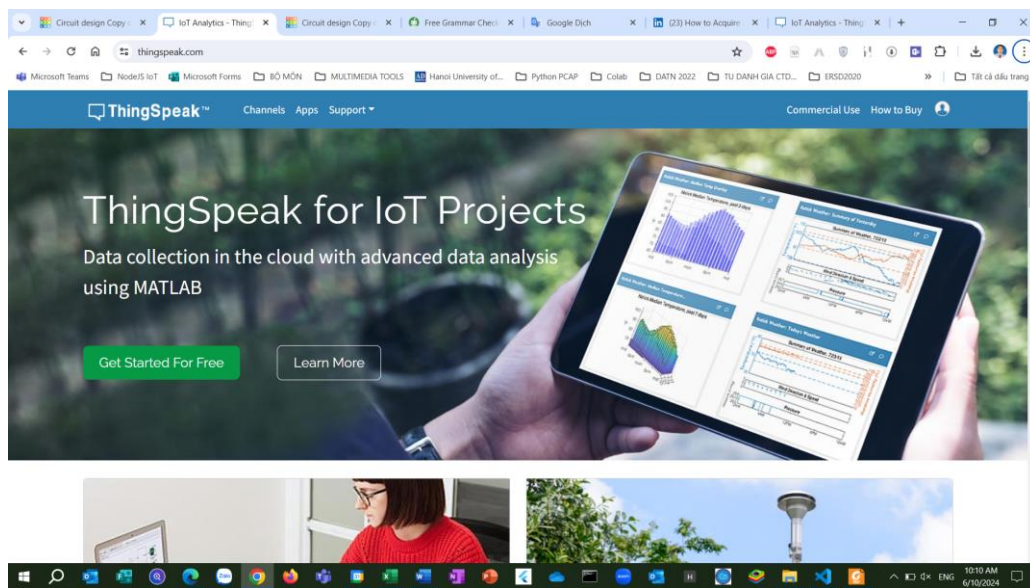 Circuit design Copy
IoT Analytics - Thing
Circuit design Copy
Free Grammar Check
Google Dịch
(23) How to Acquire
IoT Analytics - Thing
thingspeak.com
Microsoft Teams
NodeJS IoT
Microsoft Forms
BỘ MÔN
MULTIMEDIA TOOLS
Hanoi University of...
Python PCAP
Colab
DATN 2022
TU DANH GIA CTD...
ERSD2020
Tất cả dấu trang
ThingSpeak™ Channels Apps Support Commercial Use How to Buy
ThingSpeak for IoT Projects
Data collection in the cloud with advanced data analysis
using MATLAB
Get Started For Free
Learn More
ENG
10:10 AM
6/10/2024